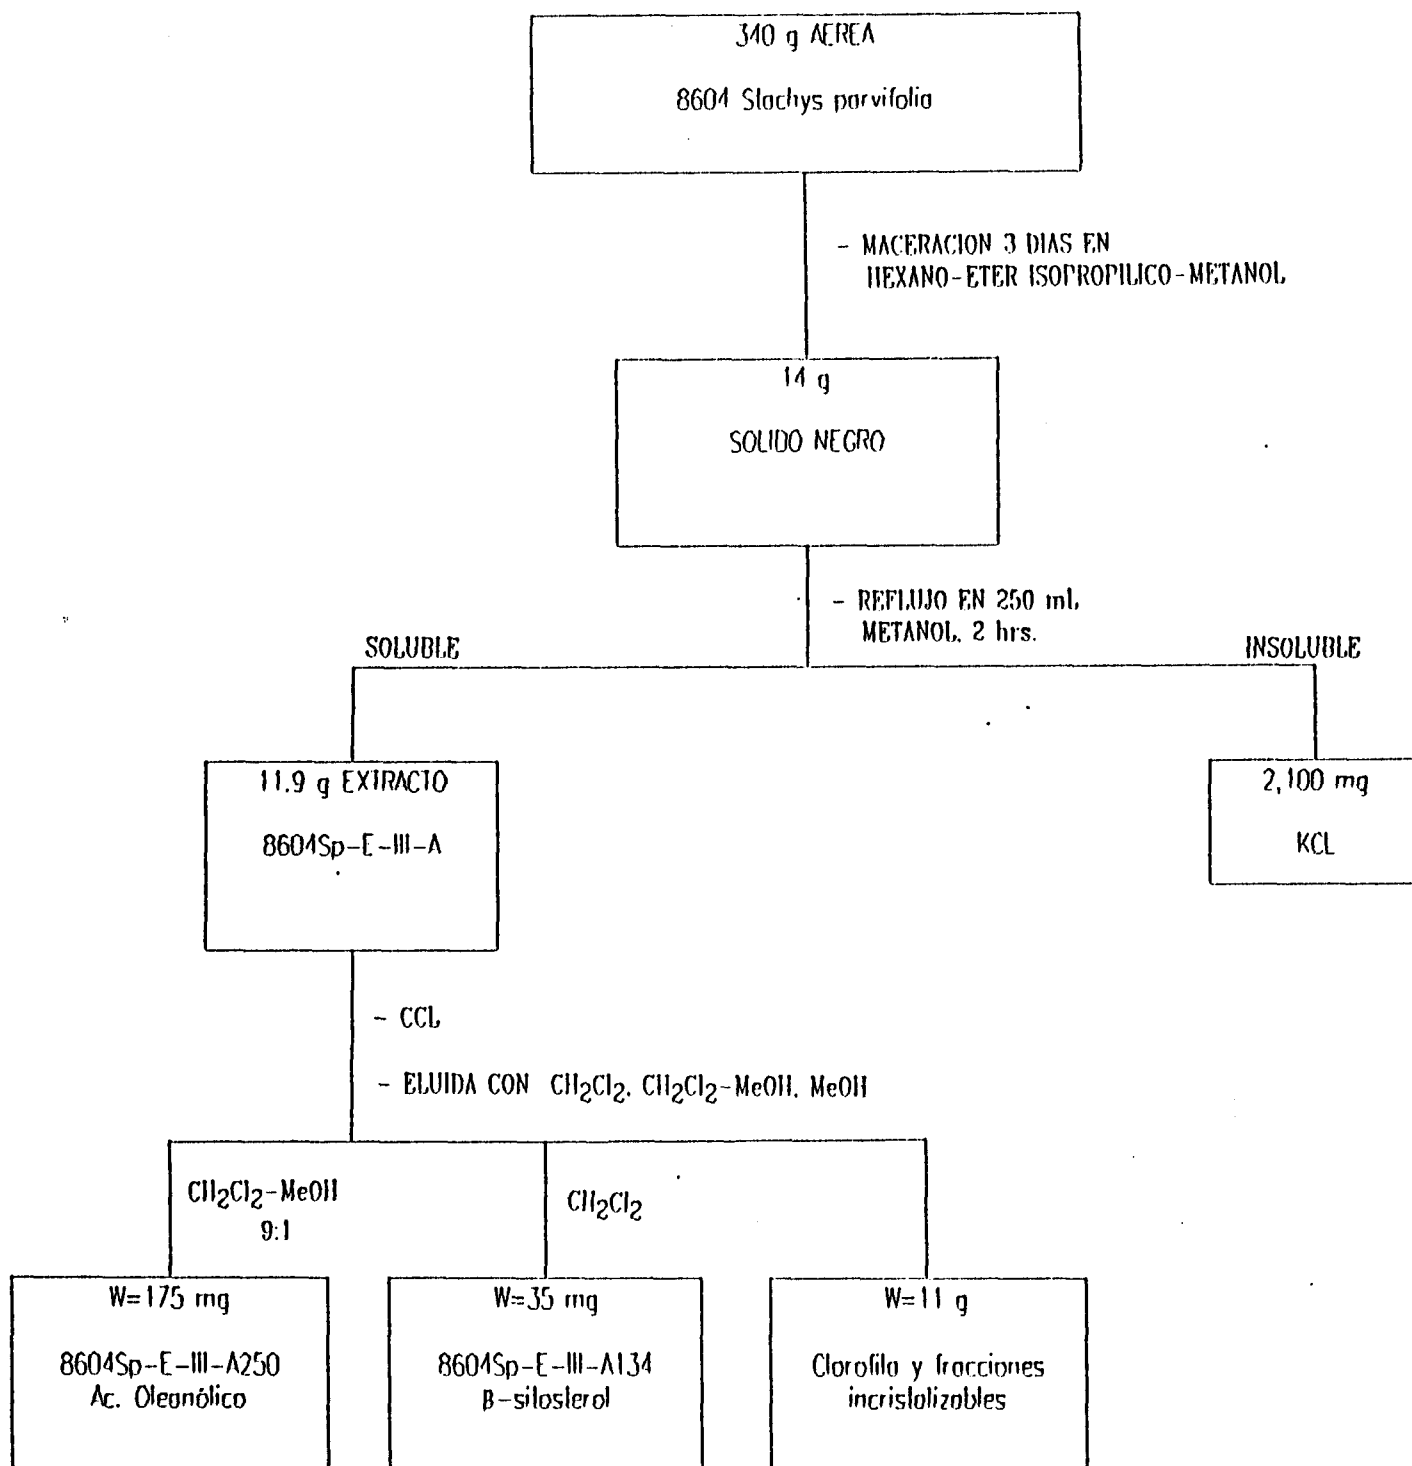 340 g AEREA
8604 Stachys parvifolia
- MACERACION 3 DIAS EN
HEXANO-ETER ISOPROPILICO-METANOL
14 g
SOLIDO NEGRO
- REFLUJO EN 250 ml,
METANOL, 2 hrs.
SOLUBLE
INSOLUBLE
11.9 g EXTRACTO
8604Sp-E-III-A
2,100 mg
KCL
- CCL
- ELUIDA CON CH₂Cl₂, CH₂Cl₂-MeOH, MeOH
CH₂Cl₂-MeOH
9:1
CH₂Cl₂
W=175 mg
8604Sp-E-III-A250
Ac. Oleanólico
W=35 mg
8604Sp-E-III-A134
B-sitosterol
W=11 g
Clorofila y fracciones
incristalizables